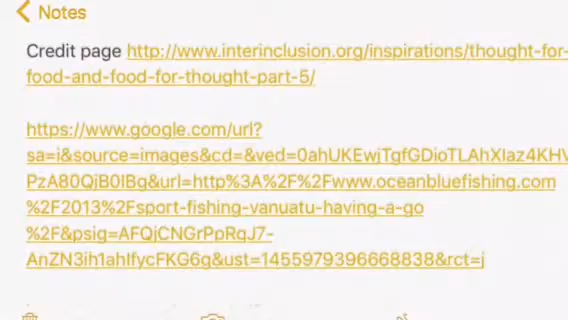 Notes
Credit page http://www.interinclusion.org/inspirations/thought-for-
food-and-food-for-thought-part-5/
https://www.google.com/url?
sa=i&source=images&cd=&ved=0ahUKEwjTgfGDioTLAhXIaz4KHV
PzA80QjB0IBg&url=http%3A%2F%2Fwww.oceanbluefishing.com
%2F2013%2Fsport-fishing-vanuatu-having-a-go
%2F&psig=AFQjCNGrPpRqJ7-
AnZN3ih1ahIfycFKG6g&ust=1455979396668838&rct=j